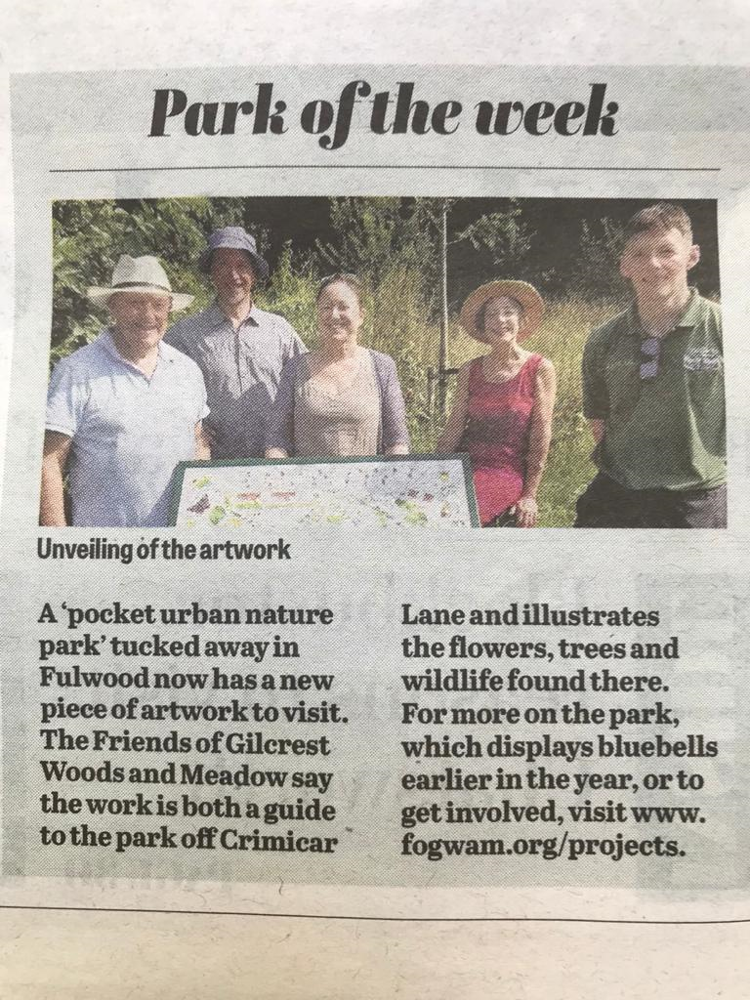 Park of the week
Unveiling of the artwork
A ‘pocket urban nature
park’ tucked away in
Fulwood now has a new
piece of artwork to visit.
The Friends of Gilcrest
Woods and Meadow say
the work is both a guide
to the park off Crimicar
Lane and illustrates
the flowers, trees and
wildlife found there.
For more on the park,
which displays bluebells
earlier in the year, or to
get involved, visit www.
fogwam.org/projects.